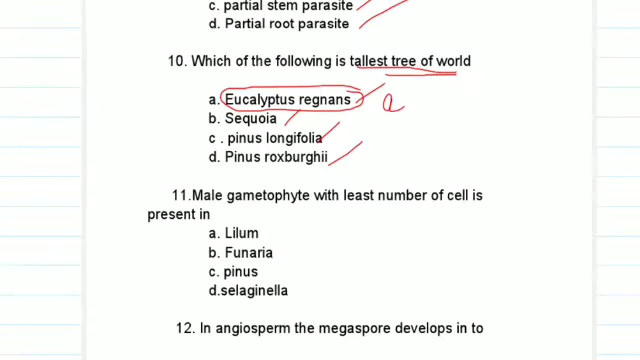 c. partial stem parasite
d. Partial root parasite
10. Which of the following is tallest tree of world
a. Eucalyptus regnans a
b. Sequoia
c . pinus longifolia
d. Pinus roxburghii
11.Male gametophyte with least number of cell is
present in
a. Lilum
b. Funaria
c. pinus
d.selaginella
12. In angiosperm the megaspore develops in to